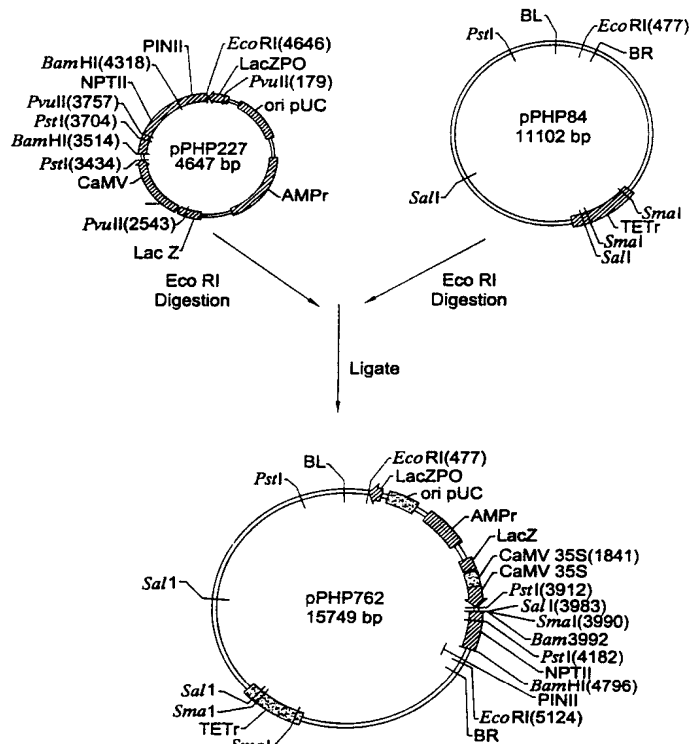 PINII
EcoRI(4646)
BamHI(4318)
LacZPO
NPTII
PvuII(179)
PvuII(3757)
ori pUC
PstI(3704)
BamHI(3514)
pPHP227
4647 bp
PstI(3434)
CaMV
AMPr
PvuII(2543)
Lac Z
BL
EcoRI(477)
PstI
BR
pPHP84
11102 bp
SalI
SmaI
TETr
SmaI
SalI
Eco RI
Digestion
Eco RI
Digestion
Ligate
BL
EcoRI(477)
PstI
LacZPO
ori pUC
AMPr
LacZ
CaMV 35S(1841)
CaMV 35S
PstI(3912)
Sal I(3983)
SmaI(3990)
Bam3992
PstI(4182)
NPTII
BamHI(4796)
PINII
EcoRI(5124)
BR
pPHP762
15749 bp
Sal1
Sal1
Sma1
TETr
SmaI